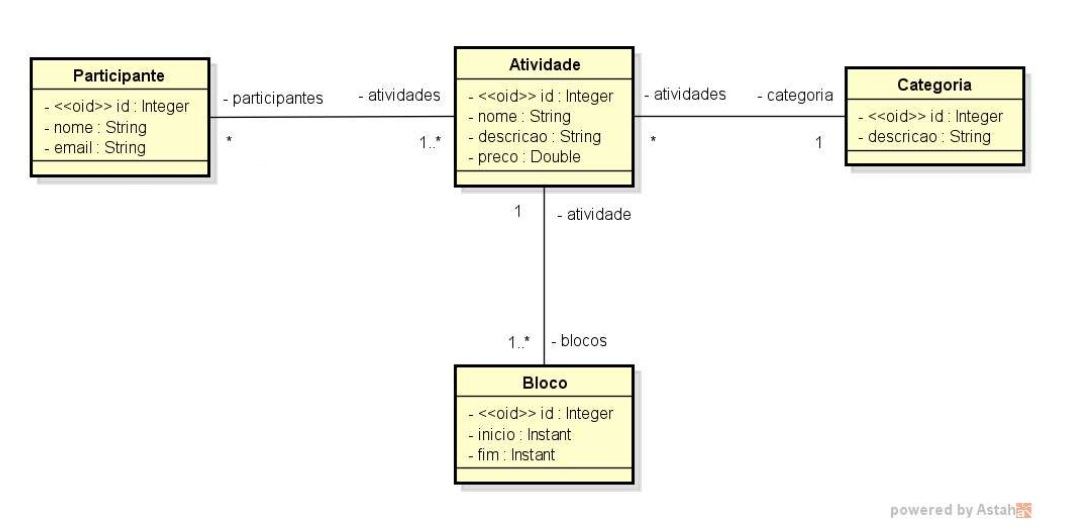 Participante
- <<oid>> id : Integer
- nome : String
- email : String
- participantes
*
- atividades
1..*
Atividade
- <<oid>> id : Integer
- nome : String
- descricao : String
- preco : Double
- atividades
*
- categoria
1
Categoria
- <<oid>> id : Integer
- descricao : String
1
- atividade
1..*
- blocos
Bloco
- <<oid>> id : Integer
- inicio : Instant
- fim : Instant
powered by Astah